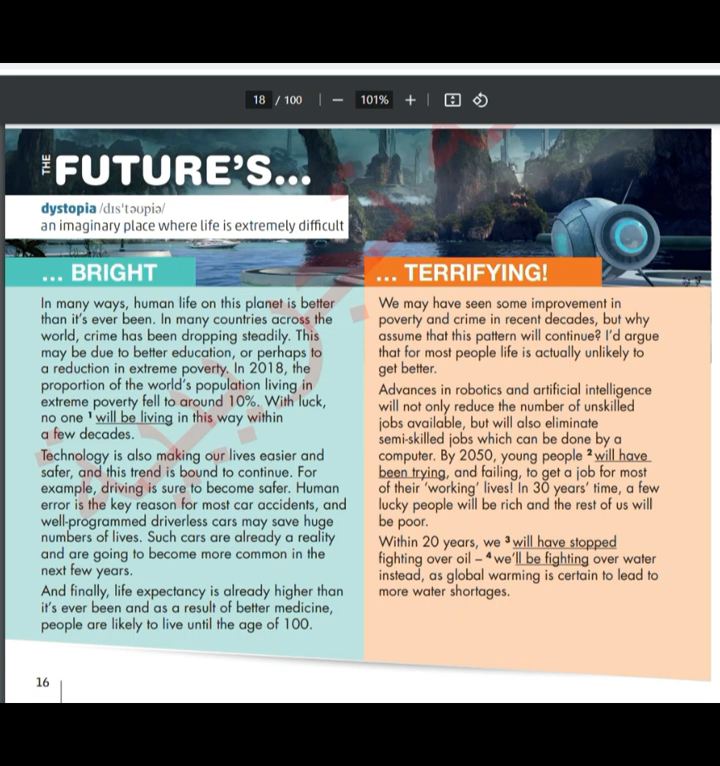 18 / 100 | − 101% + |
THE FUTURE'S...
dystopia /dɪsˈtəʊpiə/
an imaginary place where life is extremely difficult
... BRIGHT
In many ways, human life on this planet is better
than it's ever been. In many countries across the
world, crime has been dropping steadily. This
may be due to better education, or perhaps to
a reduction in extreme poverty. In 2018, the
proportion of the world's population living in
extreme poverty fell to around 10%. With luck,
no one ¹ will be living in this way within
a few decades.
Technology is also making our lives easier and
safer, and this trend is bound to continue. For
example, driving is sure to become safer. Human
error is the key reason for most car accidents, and
well-programmed driverless cars may save huge
numbers of lives. Such cars are already a reality
and are going to become more common in the
next few years.
And finally, life expectancy is already higher than
it's ever been and as a result of better medicine,
people are likely to live until the age of 100.
... TERRIFYING!
We may have seen some improvement in
poverty and crime in recent decades, but why
assume that this pattern will continue? I'd argue
that for most people life is actually unlikely to
get better.
Advances in robotics and artificial intelligence
will not only reduce the number of unskilled
jobs available, but will also eliminate
semi-skilled jobs which can be done by a
computer. By 2050, young people ² will have
been trying, and failing, to get a job for most
of their 'working' lives! In 30 years' time, a few
lucky people will be rich and the rest of us will
be poor.
Within 20 years, we ³ will have stopped
fighting over oil – ⁴ we'll be fighting over water
instead, as global warming is certain to lead to
more water shortages.
16